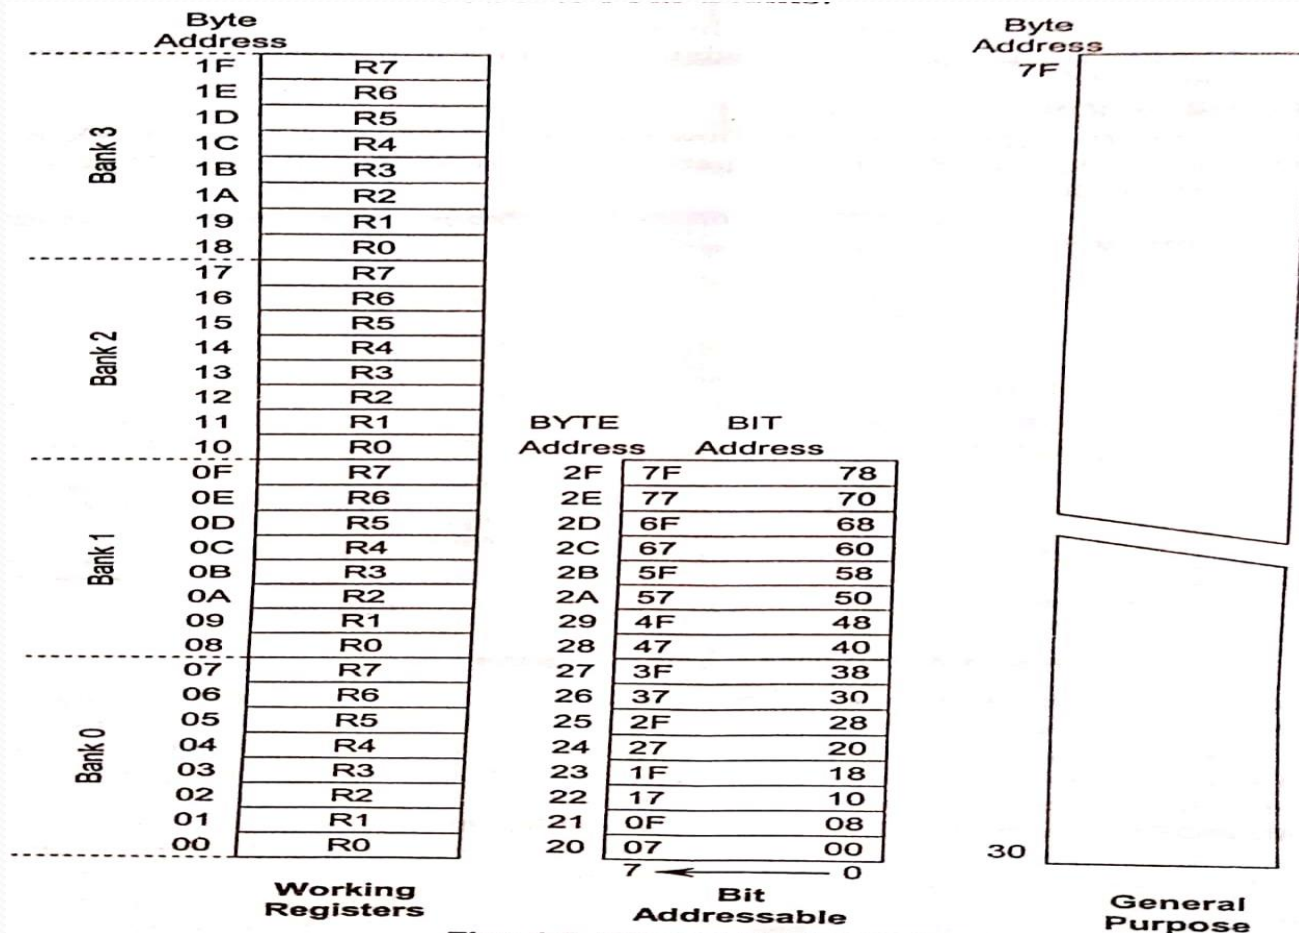 Byte
Address
1F R7
1E R6
1D R5
1C R4
1B R3
1A R2
19 R1
18 R0
Bank 3
17 R7
16 R6
15 R5
14 R4
13 R3
12 R2
11 R1
10 R0
Bank 2
0F R7
0E R6
0D R5
0C R4
0B R3
0A R2
09 R1
08 R0
Bank 1
07 R7
06 R6
05 R5
04 R4
03 R3
02 R2
01 R1
00 R0
Bank 0
Working
Registers
BYTE BIT
Address Address
2F 7F 78
2E 77 70
2D 6F 68
2C 67 60
2B 5F 58
2A 57 50
29 4F 48
28 47 40
27 3F 38
26 37 30
25 2F 28
24 27 20
23 1F 18
22 17 10
21 0F 08
20 07 00
7 0
Bit
Addressable
Byte
Address
7F
30
General
Purpose